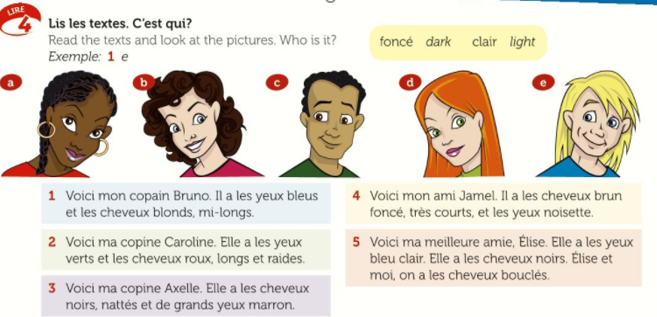 LIRE
4
Lis les textes. C'est qui?
Read the texts and look at the pictures. Who is it?
Exemple: 1 e
foncé dark clair light
a b c d e
1 Voici mon copain Bruno. Il a les yeux bleus
et les cheveux blonds, mi-longs.
2 Voici ma copine Caroline. Elle a les yeux
verts et les cheveux roux, longs et raides.
3 Voici ma copine Axelle. Elle a les cheveux
noirs, nattés et de grands yeux marron.
4 Voici mon ami Jamel. Il a les cheveux brun
foncé, très courts, et les yeux noisette.
5 Voici ma meilleure amie, Élise. Elle a les yeux
bleu clair. Elle a les cheveux noirs. Élise et
moi, on a les cheveux bouclés.